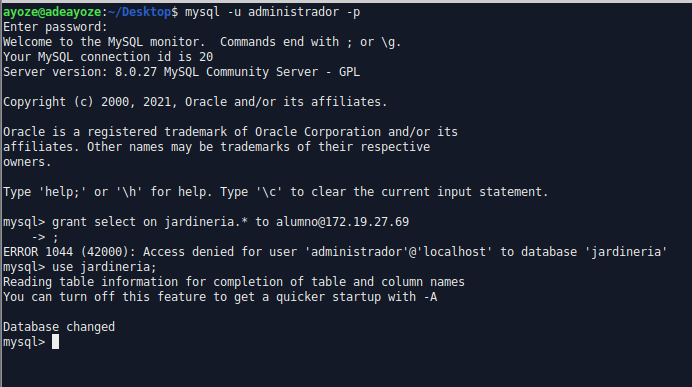 ayoze@adeayoze:~/Desktop$ mysql -u administrador -p
Enter password:
Welcome to the MySQL monitor.  Commands end with ; or \g.
Your MySQL connection id is 20
Server version: 8.0.27 MySQL Community Server - GPL

Copyright (c) 2000, 2021, Oracle and/or its affiliates.

Oracle is a registered trademark of Oracle Corporation and/or its
affiliates. Other names may be trademarks of their respective
owners.

Type 'help;' or '\h' for help. Type '\c' to clear the current input statement.

mysql> grant select on jardineria.* to alumno@172.19.27.69
    -> ;
ERROR 1044 (42000): Access denied for user 'administrador'@'localhost' to database 'jardineria'
mysql> use jardineria;
Reading table information for completion of table and column names
You can turn off this feature to get a quicker startup with -A

Database changed
mysql>